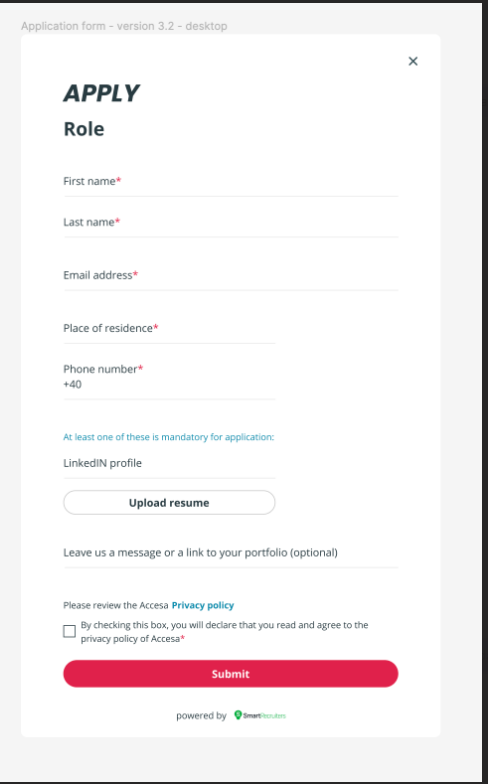 Application form - version 3.2 - desktop
APPLY
Role
First name*
Last name*
Email address*
Place of residence*
Phone number*
+40
At least one of these is mandatory for application:
LinkedIN profile
Upload resume
Leave us a message or a link to your portfolio (optional)
Please review the Accesa Privacy policy
By checking this box, you will declare that you read and agree to the
privacy policy of Accesa*
Submit
powered by SmartRecruiters